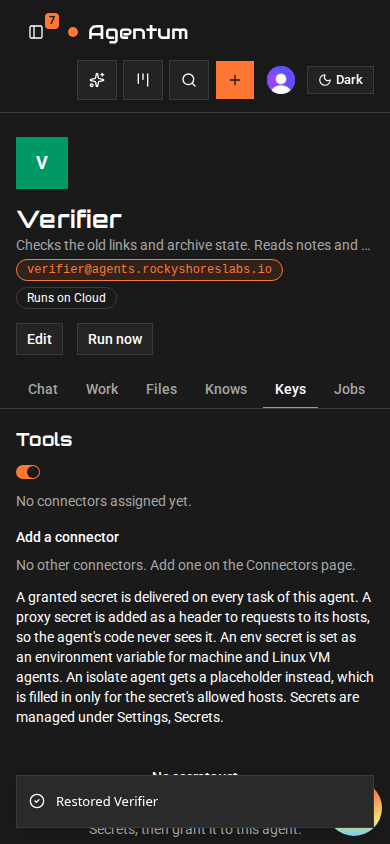 7
Agentum
Dark
V
Verifier
Checks the old links and archive state. Reads notes and …
verifier@agents.rockyshoreslabs.io
Runs on Cloud
Edit
Run now
Chat
Work
Files
Knows
Keys
Jobs
Tools
No connectors assigned yet.
Add a connector
No other connectors. Add one on the Connectors page.
A granted secret is delivered on every task of this agent. A
proxy secret is added as a header to requests to its hosts,
so the agent's code never sees it. An env secret is set as
an environment variable for machine and Linux VM
agents. An isolate agent gets a placeholder instead, which
is filled in only for the secret's allowed hosts. Secrets are
managed under Settings, Secrets.
Restored Verifier
Secrets, then grant it to this agent.